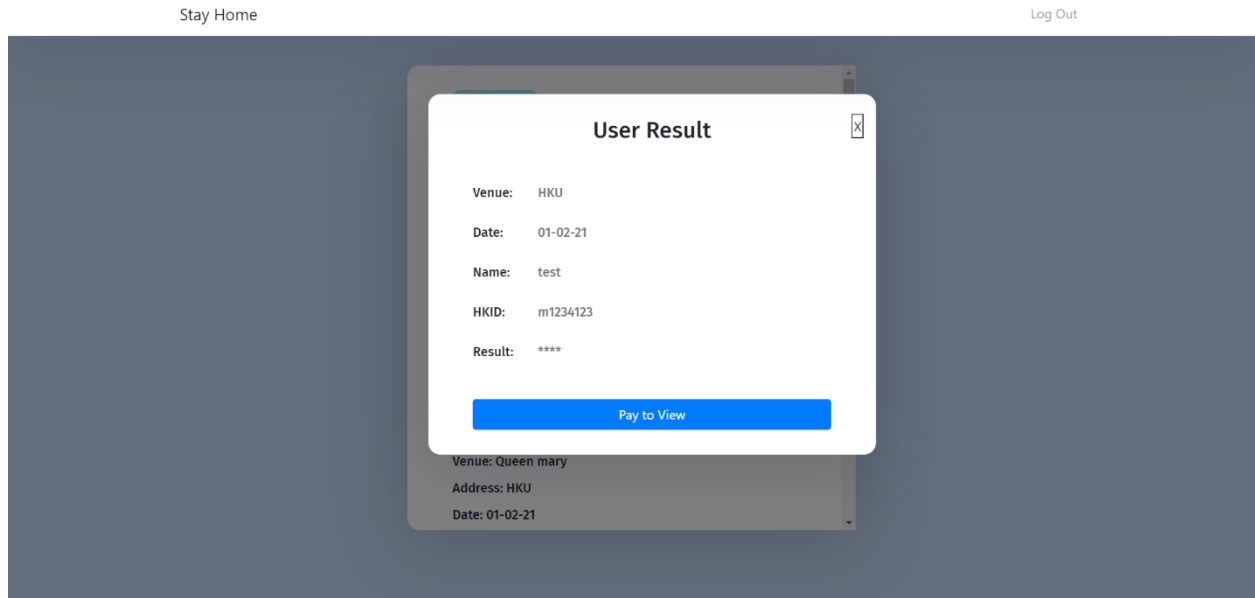 Stay Home Log Out
User Result X
Venue: HKU
Date: 01-02-21
Name: test
HKID: m1234123
Result: ****
Pay to View
Venue: Queen mary
Address: HKU
Date: 01-02-21